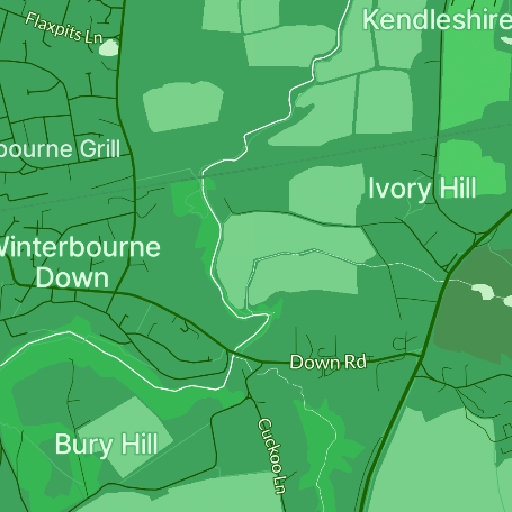 Flaxpits Ln
Kendleshire
bourne Grill
Ivory Hill
Winterbourne
Down
Down Rd
Bury Hill
Cuckoo Ln